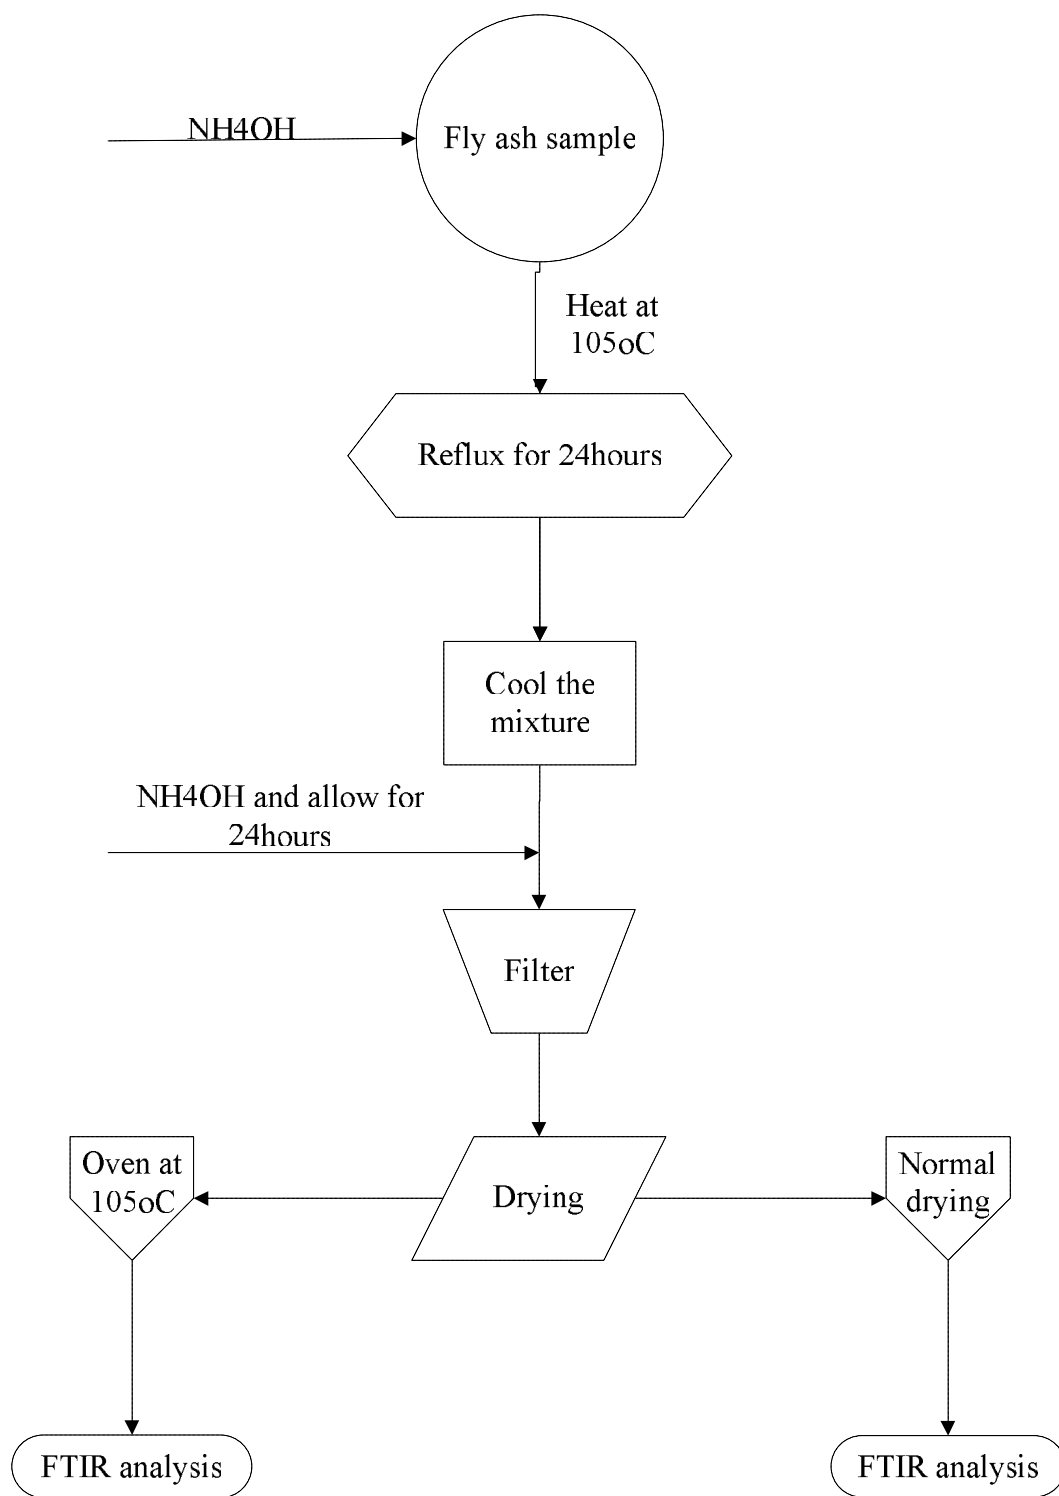 NH4OH
Fly ash sample
Heat at
105oC
Reflux for 24hours
Cool the
mixture
NH4OH and allow for
24hours
Filter
Drying
Oven at
105oC
Normal
drying
FTIR analysis
FTIR analysis